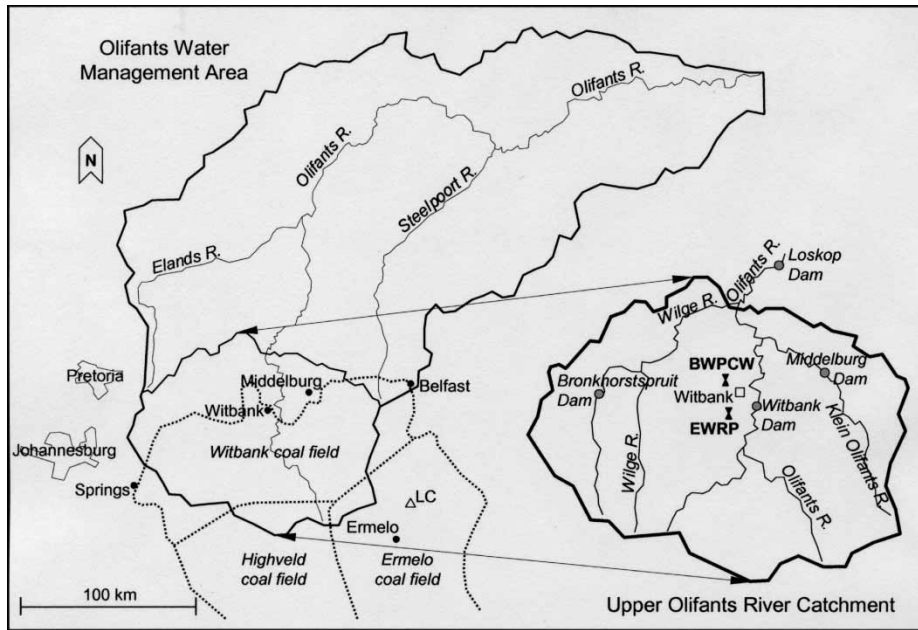 Olifants Water
Management Area
N
Olifants R.
Olifants R.
Steelpoort R.
Elands R.
Pretoria
Johannesburg
Springs
Middelburg
Witbank
Belfast
Witbank coal field
LC
Ermelo
Highveld
coal field
Ermelo
coal field
100 km
Loskop
Dam
Olifants R.
Wilge R.
BWPCW
Middelburg
Dam
Bronkhorstspruit
Dam
Witbank
Witbank
Dam
EWRP
Wilge R.
Klein Olifants R.
Olifants R.
Upper Olifants River Catchment